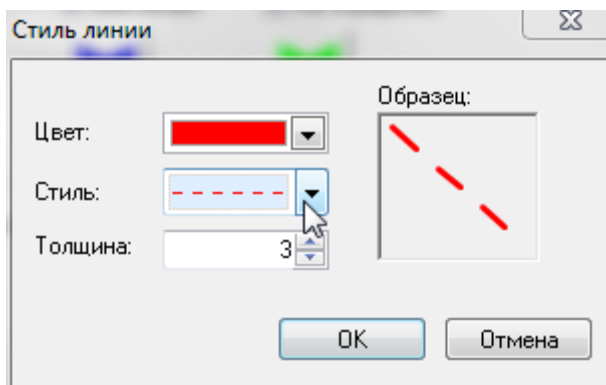 Стиль линии
Образец:
Цвет:
Стиль:
Толщина:
3
OK
Отмена